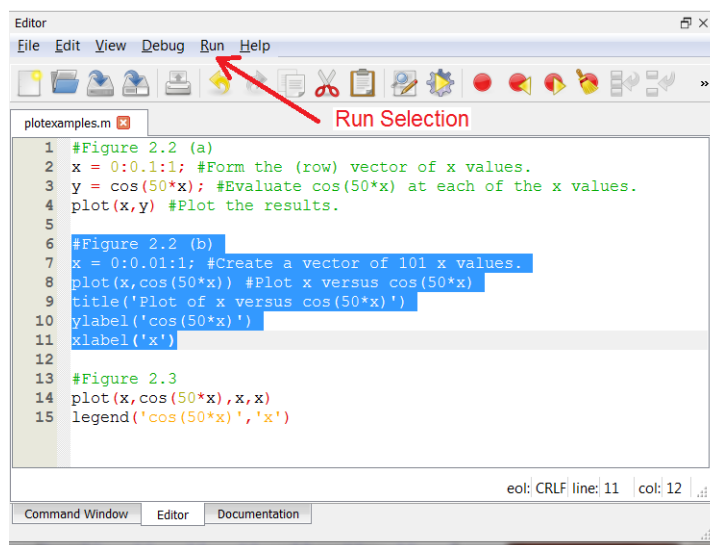 Editor
File Edit View Debug Run Help
Run Selection
plotexamples.m
1 #Figure 2.2 (a)
2 x = 0:0.1:1; #Form the (row) vector of x values.
3 y = cos(50*x); #Evaluate cos(50*x) at each of the x values.
4 plot(x,y) #Plot the results.
5
6 #Figure 2.2 (b)
7 x = 0:0.01:1; #Create a vector of 101 x values.
8 plot(x,cos(50*x)) #Plot x versus cos(50*x)
9 title('Plot of x versus cos(50*x)')
10 ylabel('cos(50*x)')
11 xlabel('x')
12
13 #Figure 2.3
14 plot(x,cos(50*x),x,x)
15 legend('cos(50*x)','x')
eol: CRLF line: 11 col: 12
Command Window Editor Documentation